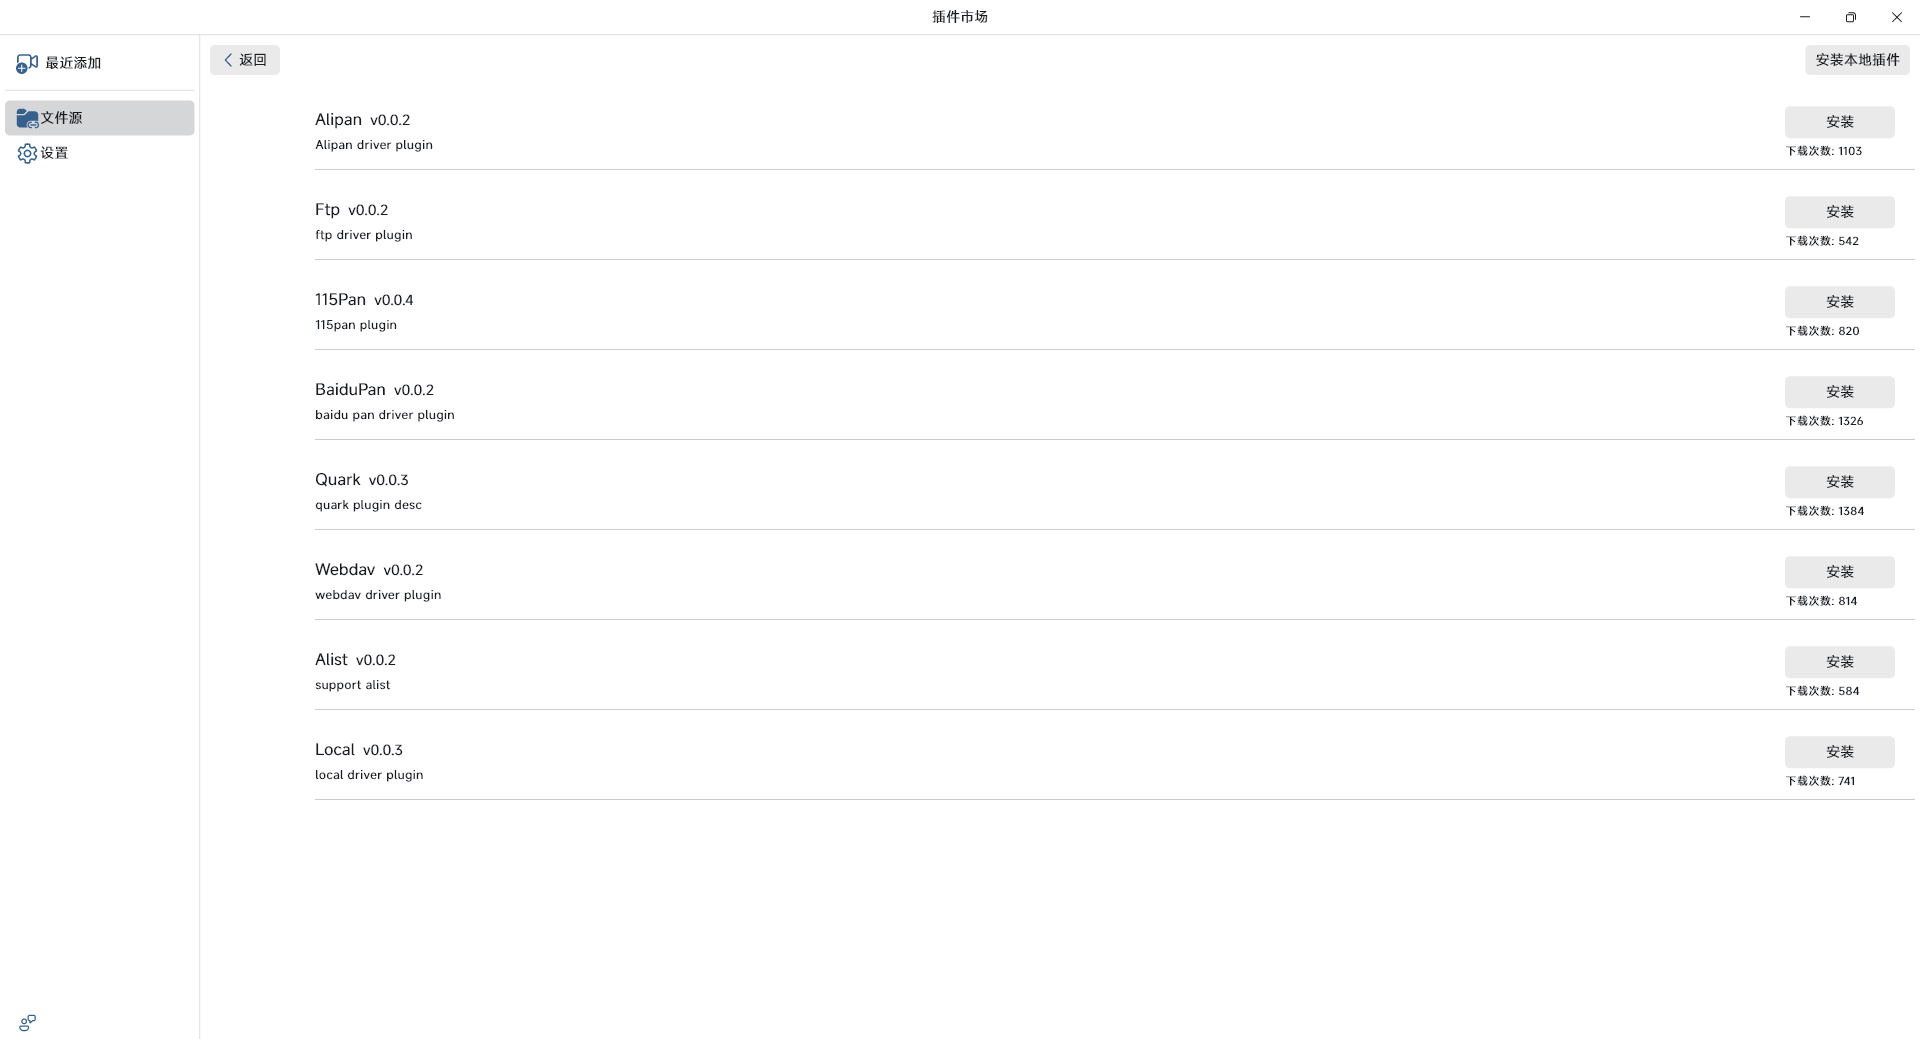 插件市场
最近添加
文件源
设置
返回
安装本地插件
Alipan v0.0.2
Alipan driver plugin
安装
下载次数: 1103
Ftp v0.0.2
ftp driver plugin
安装
下载次数: 542
115Pan v0.0.4
115pan plugin
安装
下载次数: 820
BaiduPan v0.0.2
baidu pan driver plugin
安装
下载次数: 1326
Quark v0.0.3
quark plugin desc
安装
下载次数: 1384
Webdav v0.0.2
webdav driver plugin
安装
下载次数: 814
Alist v0.0.2
support alist
安装
下载次数: 584
Local v0.0.3
local driver plugin
安装
下载次数: 741